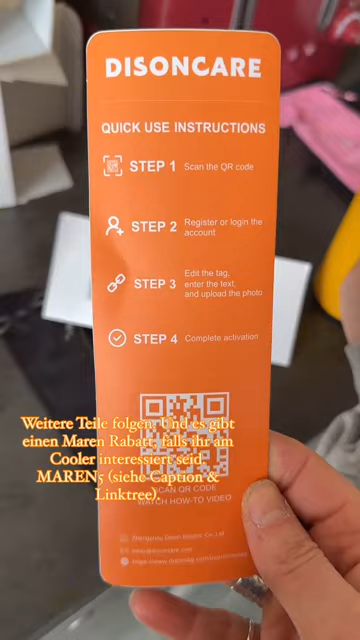 DISONCARE
QUICK USE INSTRUCTIONS
STEP 1 Scan the QR code
STEP 2 Register or login the
account
STEP 3 Edit the tag,
enter the text,
and upload the photo
STEP 4 Complete activation
Weitere Teile folgen. Und es gibt
einen Maren Rabatt, falls ihr am
Cooler interessiert seid
MAREN5 (siehe Caption &
Linktree).
SCAN QR CODE
WATCH HOW-TO VIDEO